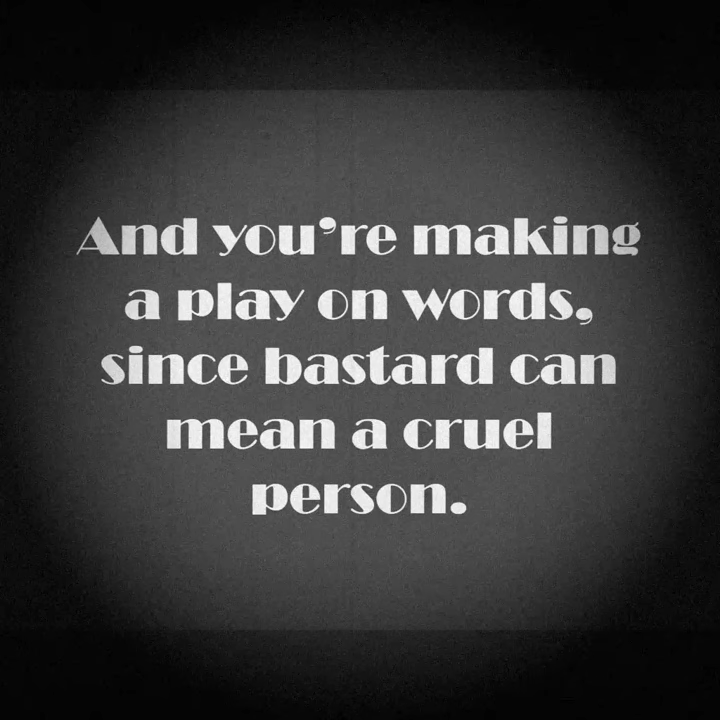 And you’re making
a play on words,
since bastard can
mean a cruel
person.